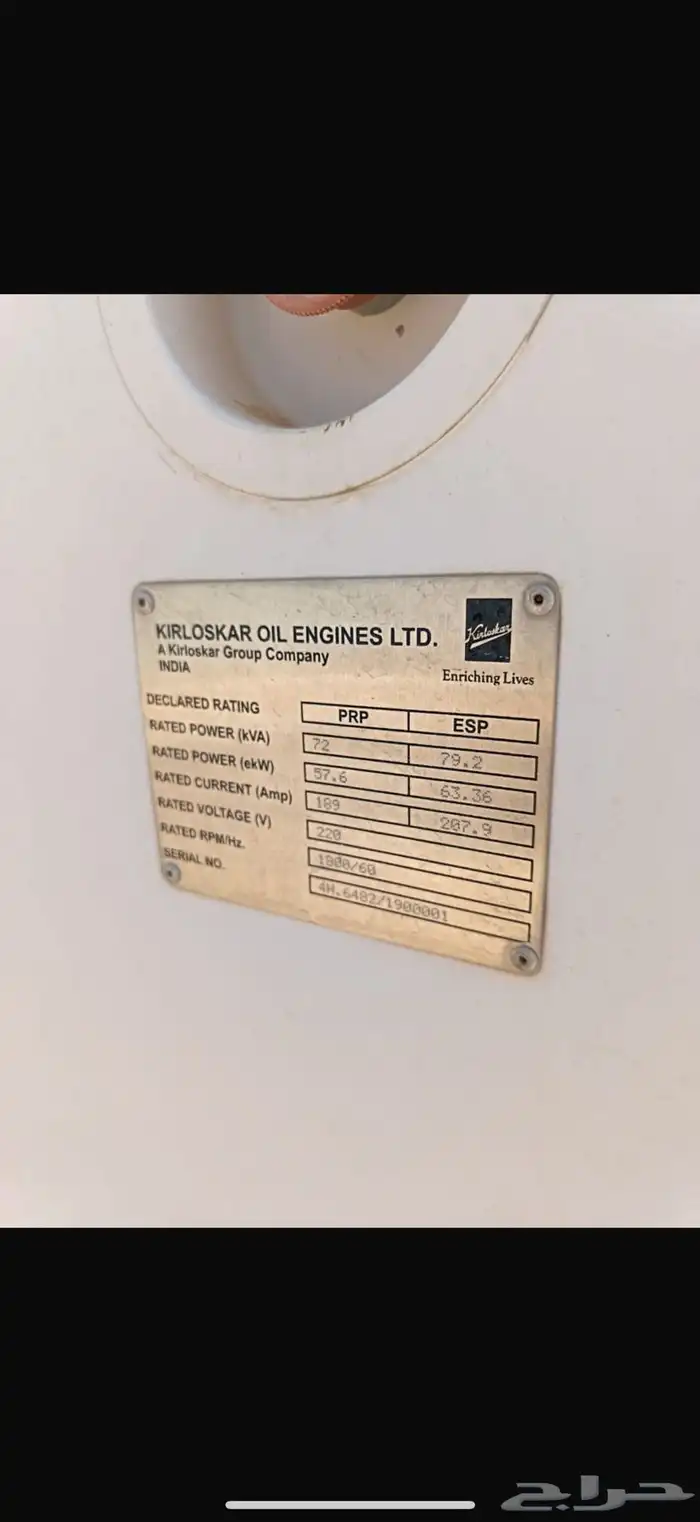 KIRLOSKAR OIL ENGINES LTD.
A Kirloskar Group Company
INDIA
Kirloskar
Enriching Lives
DECLARED RATING PRP ESP
RATED POWER (kVA) 72 79.2
RATED POWER (ekW) 57.6 63.36
RATED CURRENT (Amp) 189 207.9
RATED VOLTAGE (V) 220
RATED RPM/Hz. 1800/60
SERIAL NO. 4H.6482/1900001
حراج